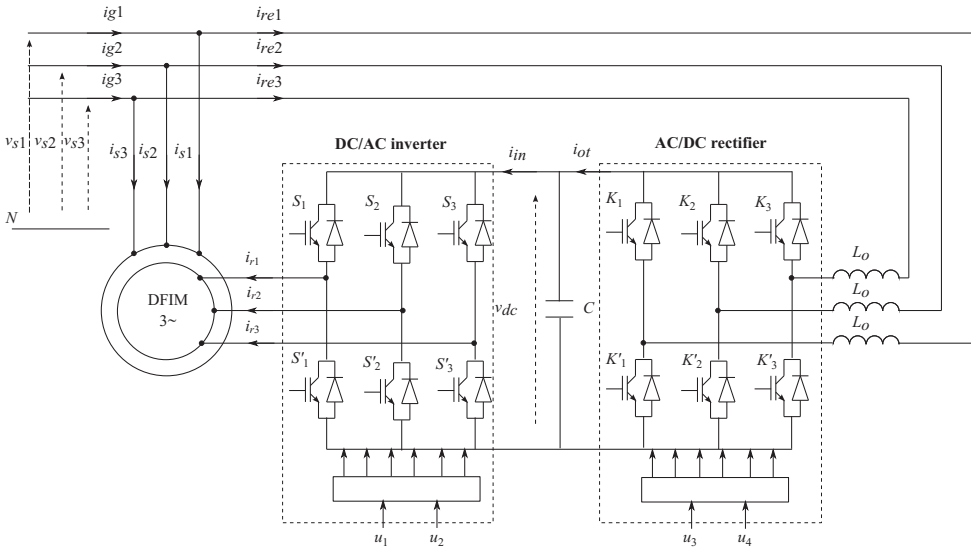 ig1 ire1
ig2 ire2
ig3 ire3
vs1 vs2 vs3
is3 is2 is1
N
DC/AC inverter
AC/DC rectifier
iin iot
S1 S2 S3
K1 K2 K3
ir1
ir2
ir3
DFIM
3~
vdc
C
Lo
Lo
Lo
S'1 S'2 S'3
K'1 K'2 K'3
u1 u2
u3 u4